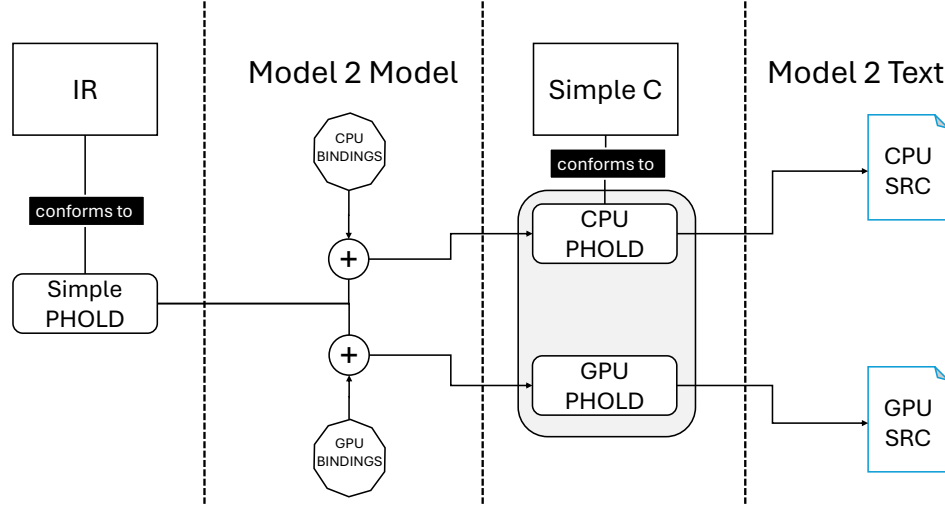 IR
conforms to
Simple
PHOLD
Model 2 Model
CPU
BINDINGS
+
+
GPU
BINDINGS
Simple C
conforms to
CPU
PHOLD
GPU
PHOLD
Model 2 Text
CPU
SRC
GPU
SRC